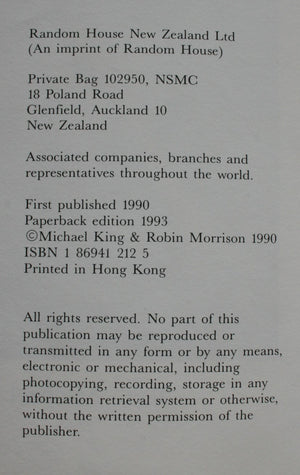 Random House New Zealand Ltd
(An imprint of Random House)
Private Bag 102950, NSMC
18 Poland Road
Glenfield, Auckland 10
New Zealand
Associated companies, branches and
representatives throughout the world.
First published 1990
Paperback edition 1993
©Michael King & Robin Morrison 1990
ISBN 1 86941 212 5
Printed in Hong Kong
All rights reserved. No part of this
publication may be reproduced or
transmitted in any form or by any means,
electronic or mechanical, including
photocopying, recording, storage in any
information retrieval system or otherwise,
without the written permission of the
publisher.